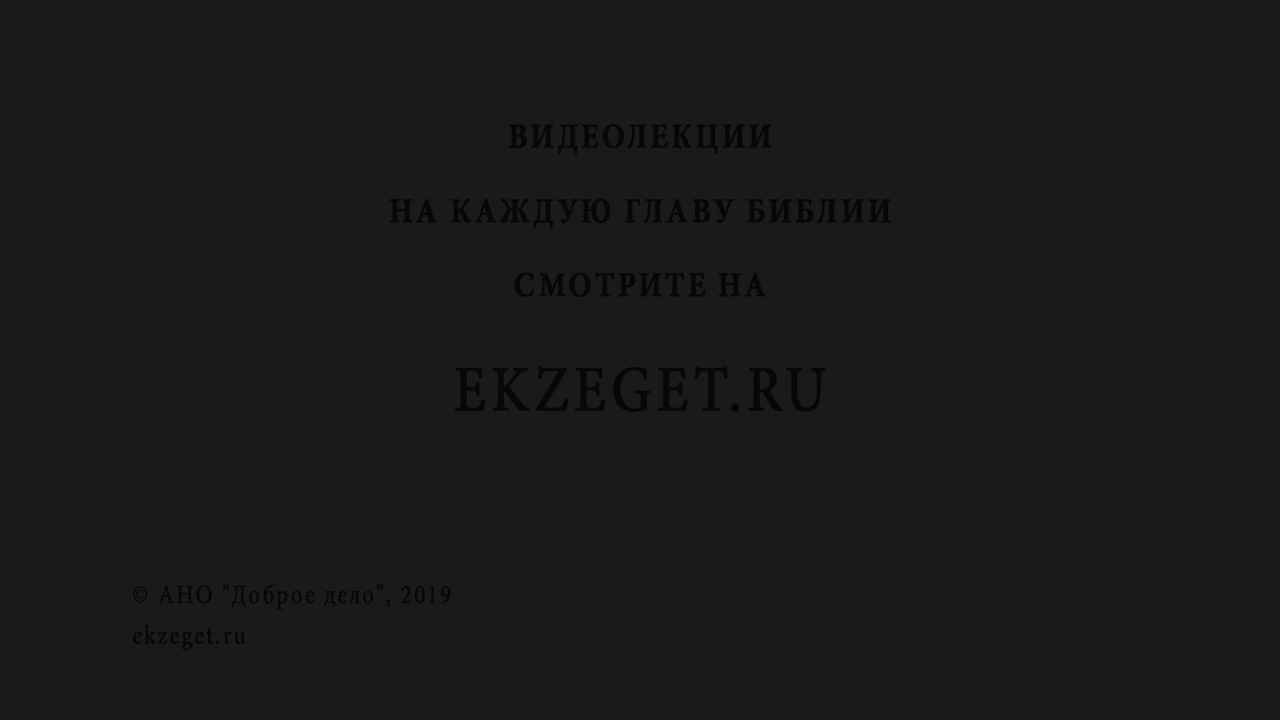 ВИДЕОЛЕКЦИИ
НА КАЖДУЮ ГЛАВУ БИБЛИИ
СМОТРИТЕ НА
EKZEGET.RU
© АНО "Доброе дело", 2019
ekzeget.ru